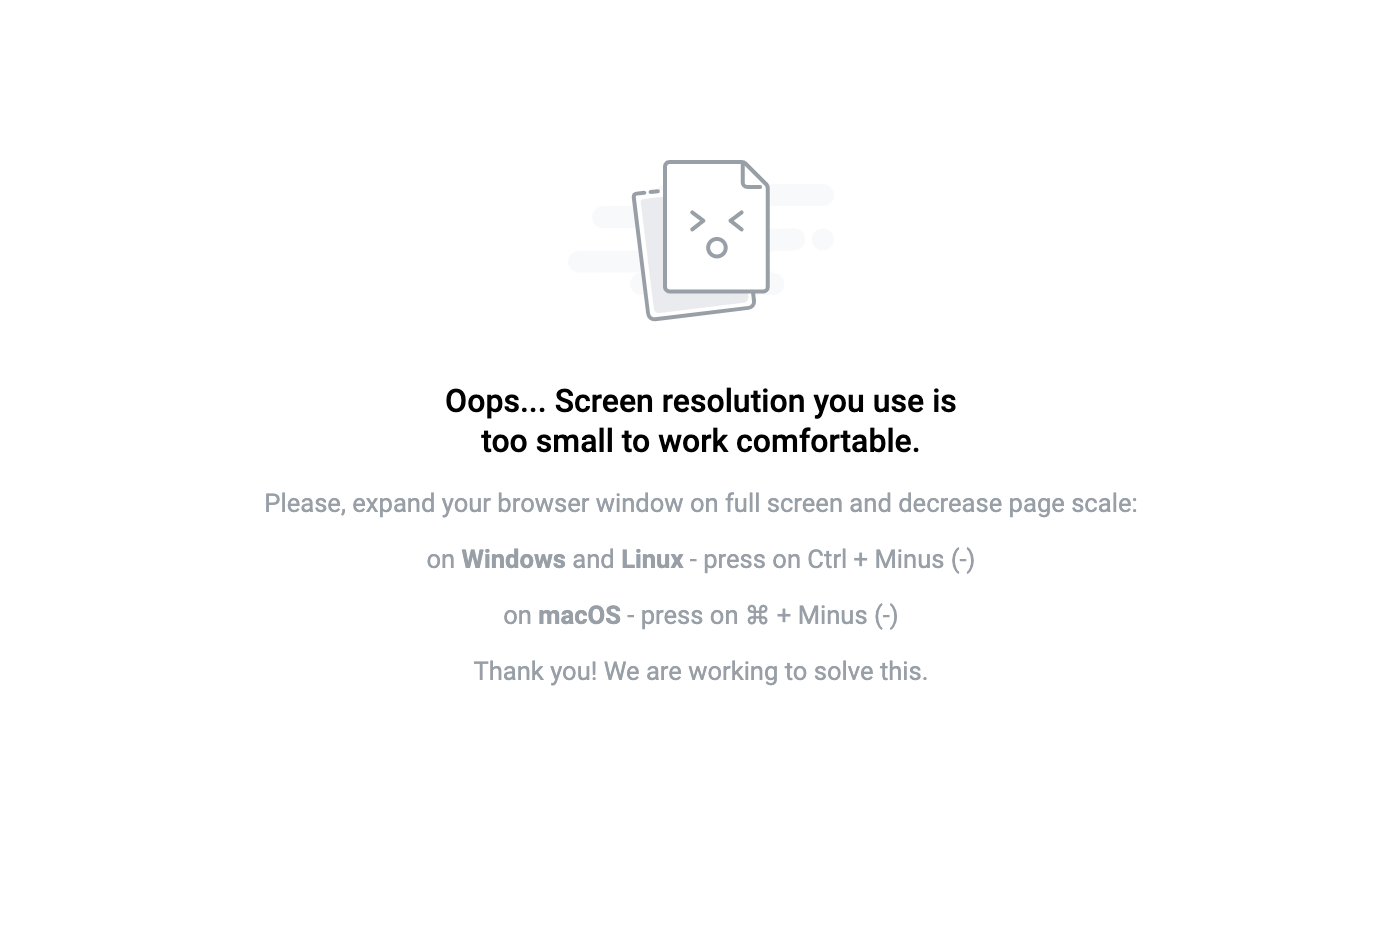 Oops... Screen resolution you use is
too small to work comfortable.
Please, expand your browser window on full screen and decrease page scale:
on Windows and Linux - press on Ctrl + Minus (-)
on macOS - press on ⌘ + Minus (-)
Thank you! We are working to solve this.